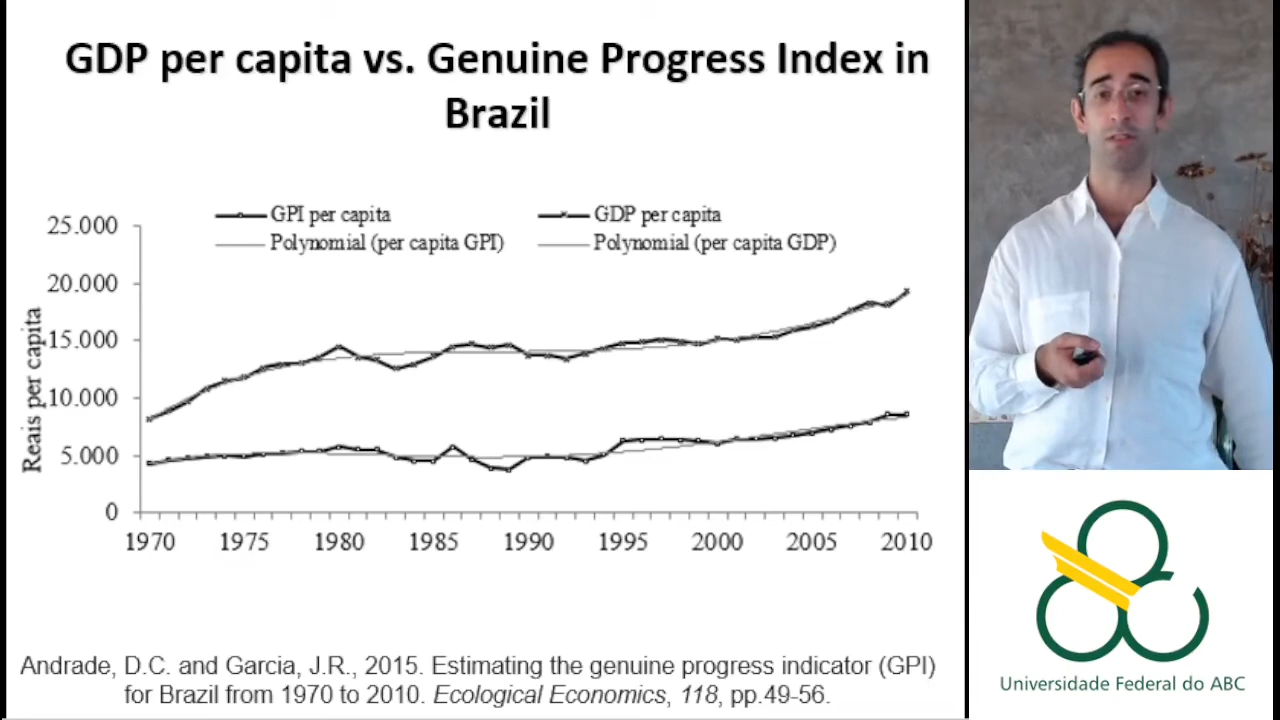 GDP per capita vs. Genuine Progress Index in
Brazil
GPI per capita
GDP per capita
Polynomial (per capita GPI)
Polynomial (per capita GDP)
Reais per capita
25.000
20.000
15.000
10.000
5.000
0
1970 1975 1980 1985 1990 1995 2000 2005 2010
Andrade, D.C. and Garcia, J.R., 2015. Estimating the genuine progress indicator (GPI)
for Brazil from 1970 to 2010. Ecological Economics, 118, pp.49-56.
Universidade Federal do ABC